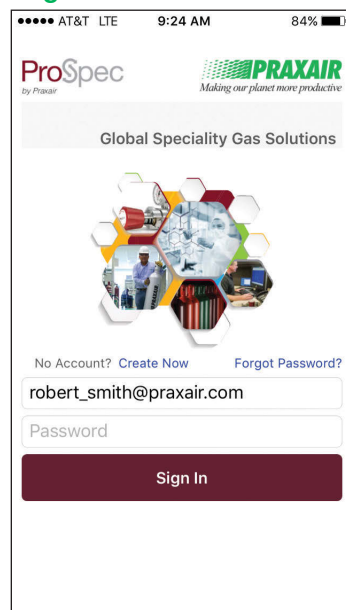 ●●●●● AT&T LTE 9:24 AM 84%
ProSpec PRAXAIR
by Praxair Making our planet more productive
Global Speciality Gas Solutions
PRAXAIR
No Account? Create Now Forgot Password?
robert_smith@praxair.com
Password
Sign In